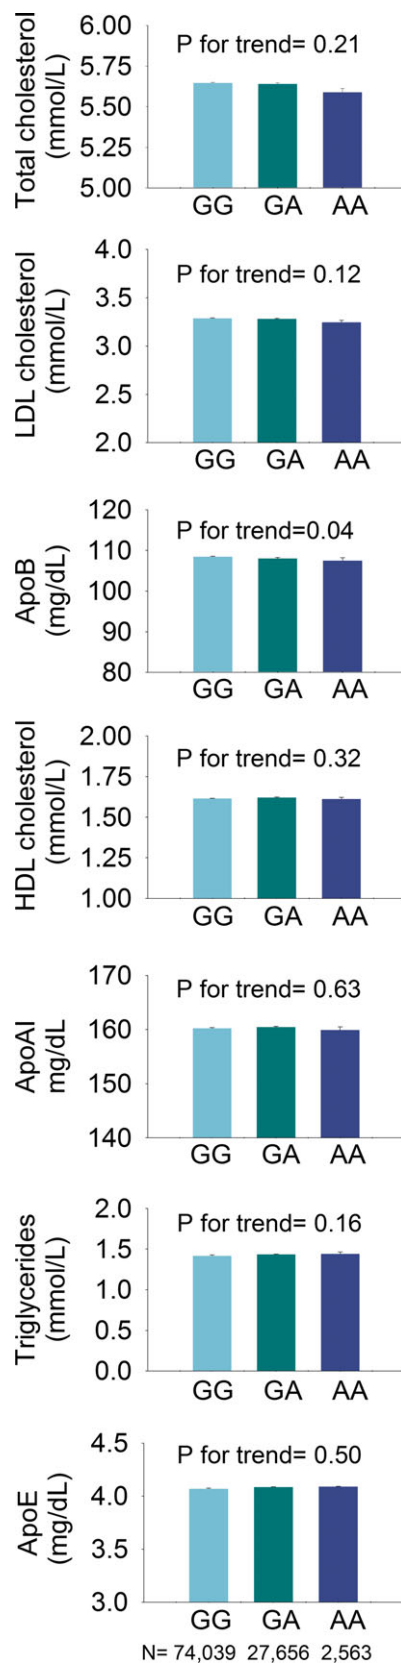 Total cholesterol
(mmol/L)
6.00
5.75
5.50
5.25
5.00
P for trend= 0.21
GG GA AA
LDL cholesterol
(mmol/L)
4.0
3.5
3.0
2.5
2.0
P for trend= 0.12
GG GA AA
ApoB
(mg/dL)
120
110
100
90
80
P for trend=0.04
GG GA AA
HDL cholesterol
(mmol/L)
2.00
1.75
1.50
1.25
1.00
P for trend= 0.32
GG GA AA
ApoAI
mg/dL
170
160
150
140
P for trend= 0.63
GG GA AA
Triglycerides
(mmol/L)
2.0
1.5
1.0
0.5
0.0
P for trend= 0.16
GG GA AA
ApoE
(mg/dL)
4.5
4.0
3.5
3.0
P for trend= 0.50
GG GA AA
N= 74,039 27,656 2,563